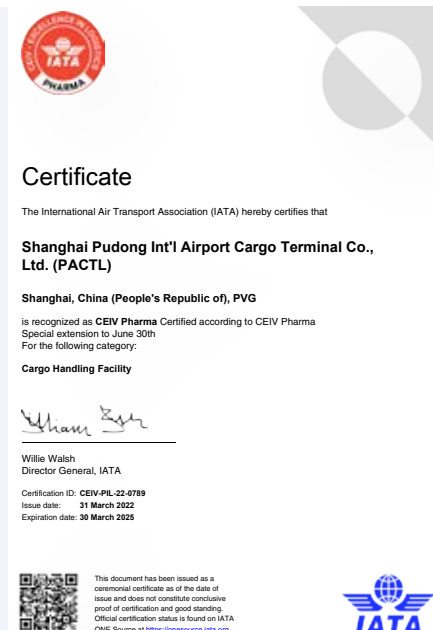 CEIV - EXCELLENCE IN LOGISTICS
IATA
PHARMA
Certificate
The International Air Transport Association (IATA) hereby certifies that
Shanghai Pudong Int'l Airport Cargo Terminal Co.,
Ltd. (PACTL)
Shanghai, China (People's Republic of), PVG
is recognized as CEIV Pharma Certified according to CEIV Pharma
Special extension to June 30th
For the following category:
Cargo Handling Facility
Willie Walsh
Director General, IATA
Certification ID: CEIV-PIL-22-0789
Issue date: 31 March 2022
Expiration date: 30 March 2025
This document has been issued as a
ceremonial certificate as of the date of
issue and does not constitute conclusive
proof of certification and good standing.
Official certification status is found on IATA
ONE Source at https://onesource.iata.org
IATA